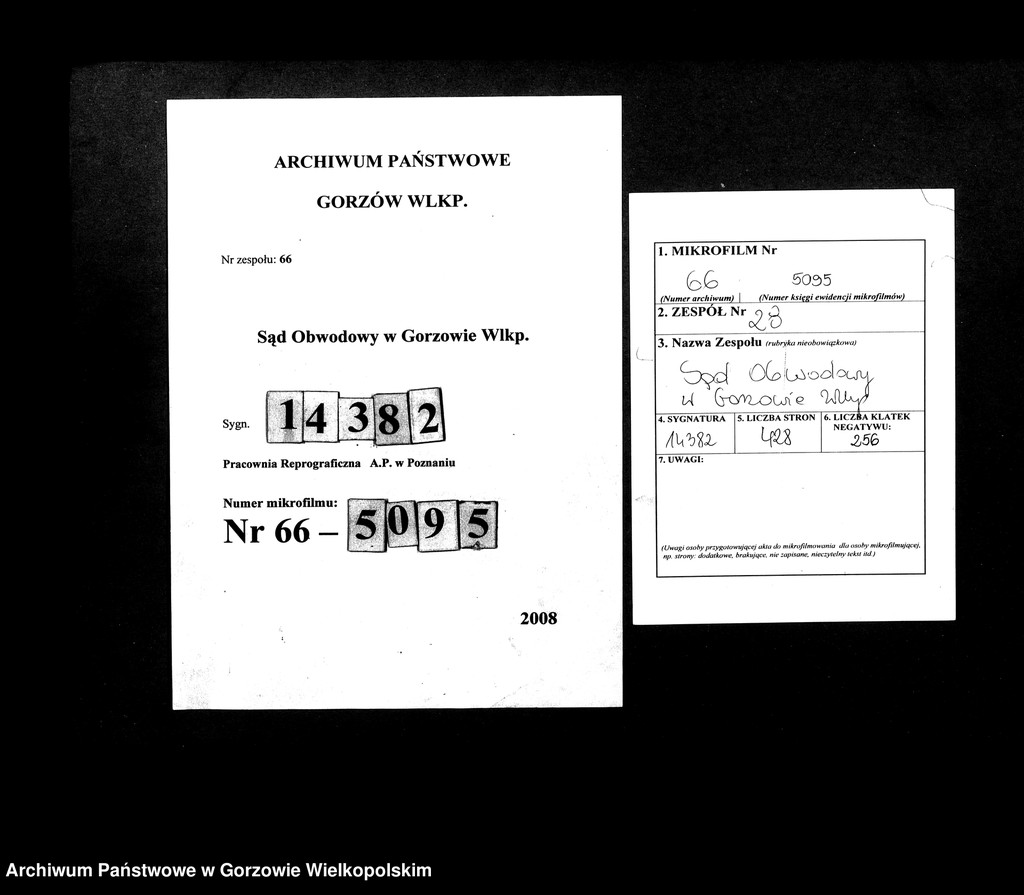 ARCHIWUM PAŃSTWOWE
GORZÓW WLKP.
Nr zespołu: 66
Sąd Obwodowy w Gorzowie Wlkp.
Sygn. 14382
Pracownia Reprograficzna A.P. w Poznaniu
Numer mikrofilmu:
Nr 66 – 5095
2008
1. MIKROFILM Nr
66 5095
(Numer archiwum) (Numer księgi ewidencji mikrofilmów)
2. ZESPÓŁ Nr 23
3. Nazwa Zespołu (rubryka nieobowiązkowa)
Sąd Obwodowy
w Gorzowie Wlkp
4. SYGNATURA
14382
5. LICZBA STRON
428
6. LICZBA KLATEK
NEGATYWU:
256
7. UWAGI:
(Uwagi osoby przygotowującej akta do mikrofilmowania dla osoby mikrofilmującej,
np. strony: dodatkowe, brakujące, nie zapisane, nieczytelny tekst itd.)
Archiwum Państwowe w Gorzowie Wielkopolskim